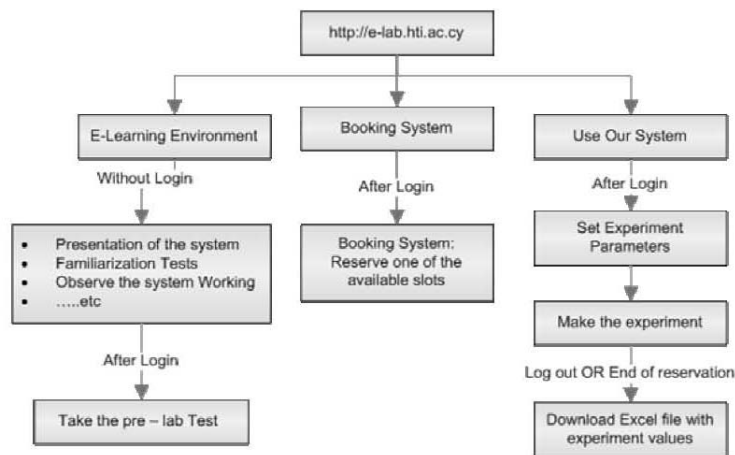 http://e-lab.hti.ac.cy
E-Learning Environment
Without Login
• Presentation of the system
• Familiarization Tests
• Observe the system Working
• .....etc
After Login
Take the pre – lab Test
Booking System
After Login
Booking System:
Reserve one of the
available slots
Use Our System
After Login
Set Experiment
Parameters
Make the experiment
Log out OR End of reservation
Download Excel file with
experiment values